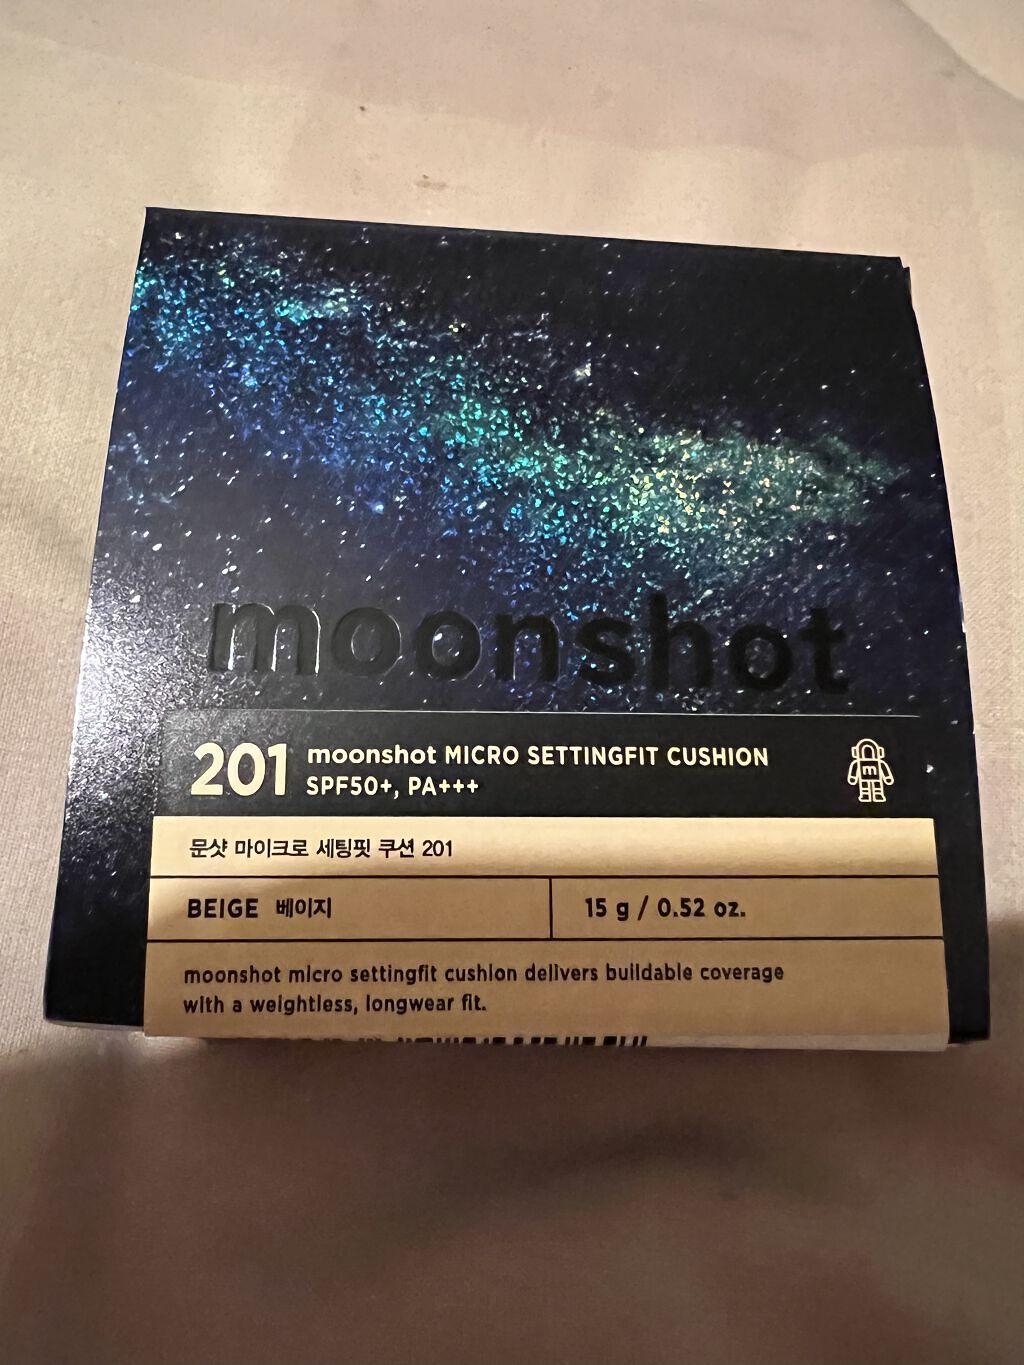 moonshot
201 moonshot MICRO SETTINGFIT CUSHION
SPF50+, PA+++
m
문샷 마이크로 세팅핏 쿠션 201
BEIGE 베이지
15 g / 0.52 oz.
moonshot micro settingfit cushion delivers buildable coverage
with a weightless, longwear fit.